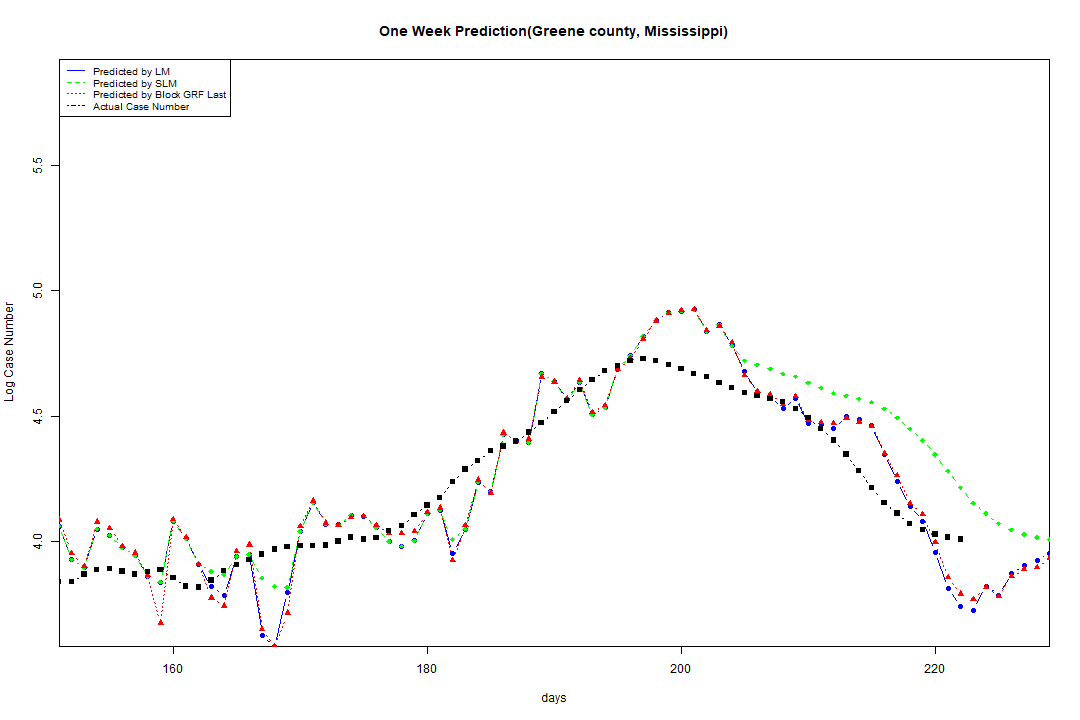 One Week Prediction(Greene county, Mississippi)
Predicted by LM
Predicted by SLM
Predicted by Block GRF Last
Actual Case Number
5.5
5.0
4.5
4.0
Log Case Number
160 180 200 220
days